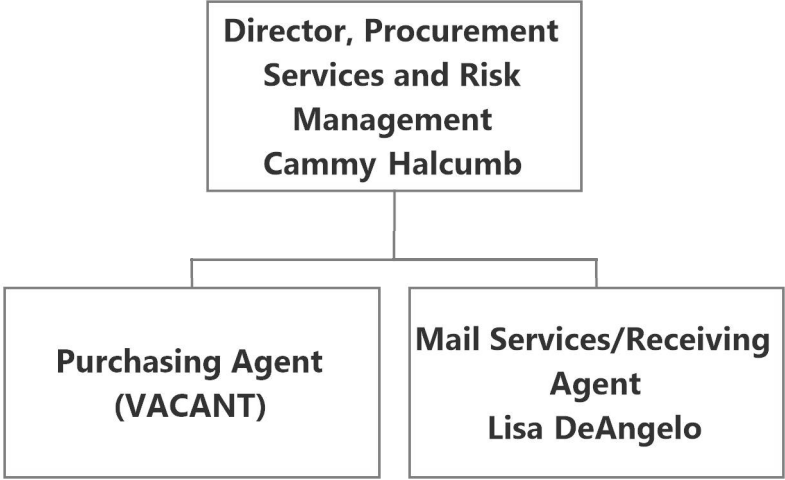 Director, Procurement
Services and Risk
Management
Cammy Halcumb
Purchasing Agent
(VACANT)
Mail Services/Receiving
Agent
Lisa DeAngelo